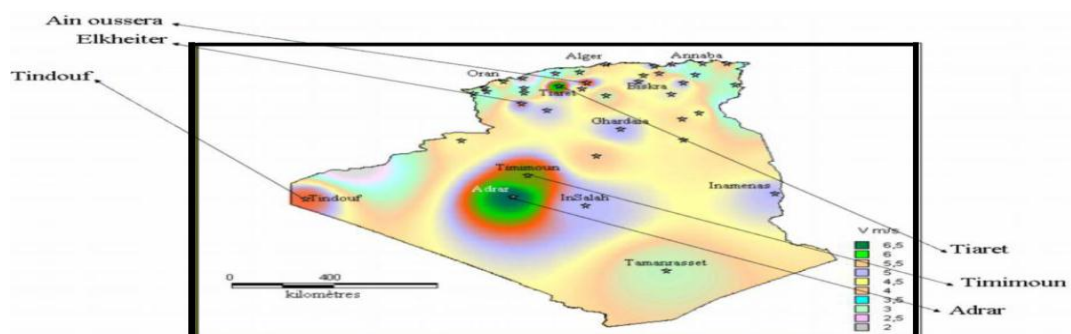 Ain oussera
Elkheiter
Tindouf
Alger
Annaba
Oran
Tiaret
Biskra
Ghardaia
Timimoun
Adrar
InSalah
Inamenas
Tindouf
Tamanrasset
V m/s
6,5
6
5,5
5
4,5
4
3,5
3
2,5
2
0 400
kilomètres
Tiaret
Timimoun
Adrar